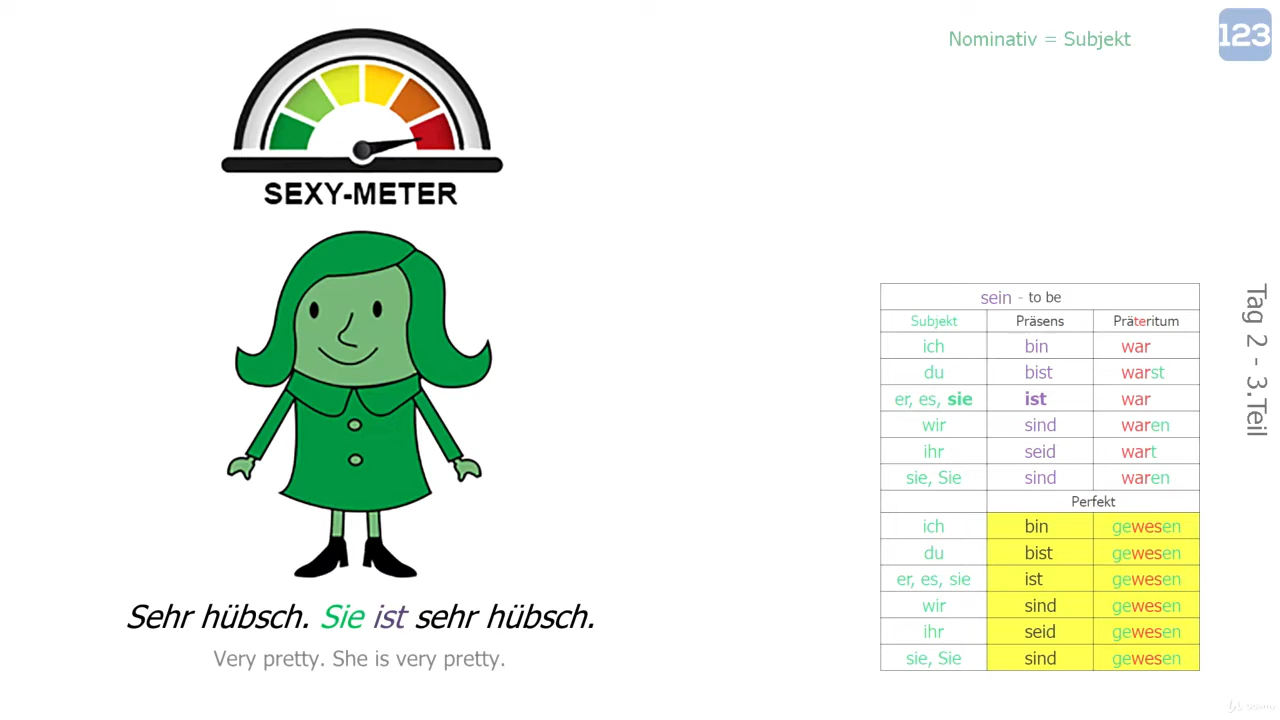 Nominativ = Subjekt
123
SEXY-METER
sein - to be
Subjekt Präsens Präteritum
ich bin war
du bist warst
er, es, sie ist war
wir sind waren
ihr seid wart
sie, Sie sind waren
Perfekt
ich bin gewesen
du bist gewesen
er, es, sie ist gewesen
wir sind gewesen
ihr seid gewesen
sie, Sie sind gewesen
Tag 2 - 3.Teil
Sehr hübsch. Sie ist sehr hübsch.
Very pretty. She is very pretty.